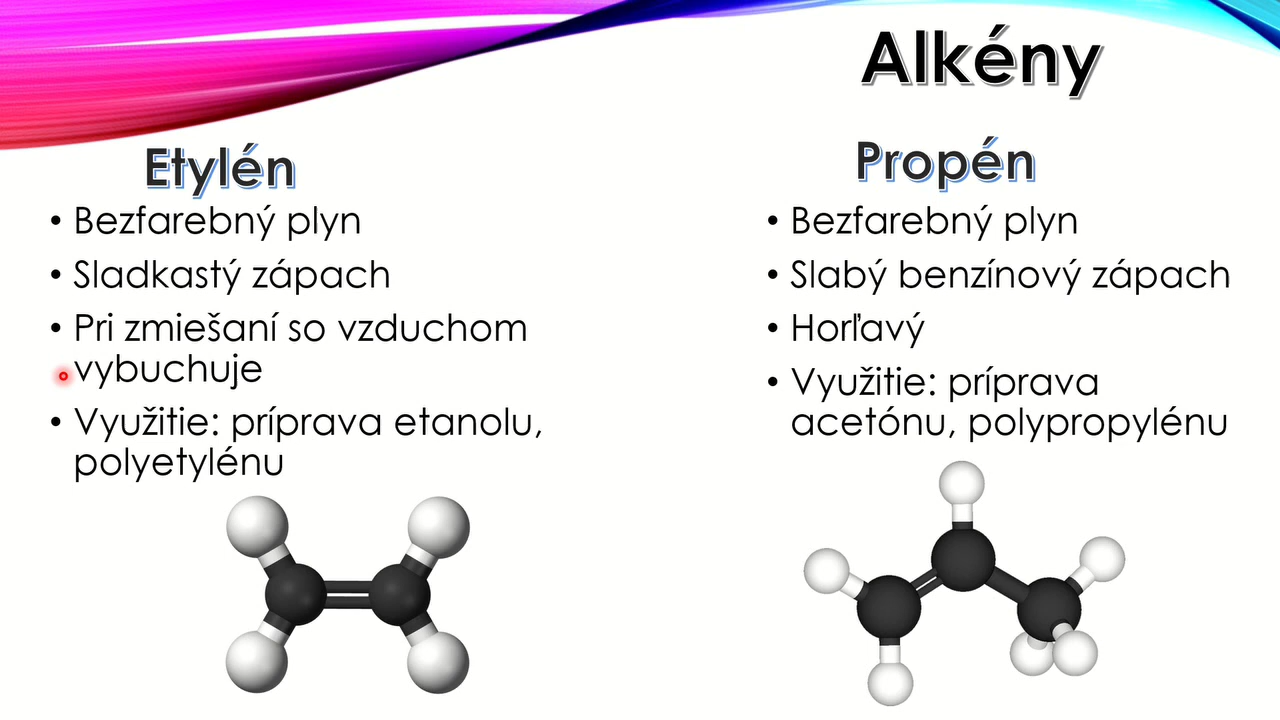 Alkény
Etylén
• Bezfarebný plyn
• Sladkastý zápach
• Pri zmiešaní so vzduchom
vybuchuje
• Využitie: príprava etanolu,
polyetylénu
Propén
• Bezfarebný plyn
• Slabý benzínový zápach
• Horľavý
• Využitie: príprava
acetónu, polypropylénu